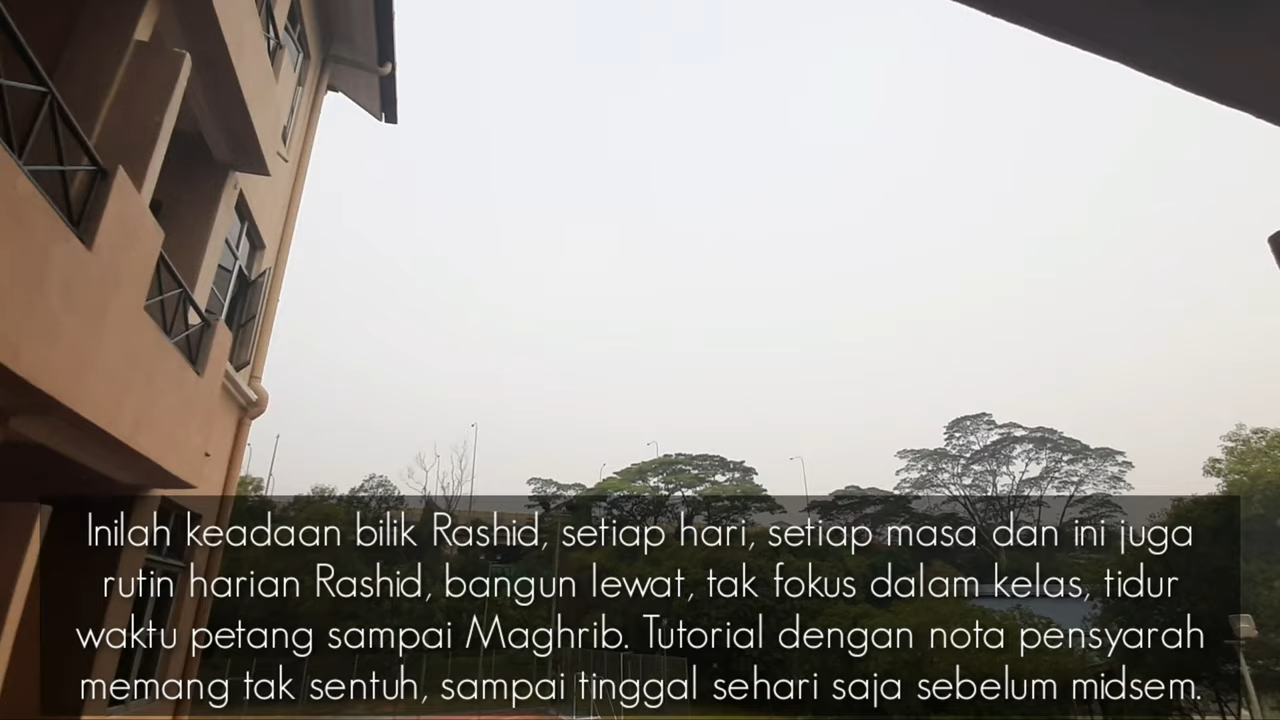 Inilah keadaan bilik Rashid, setiap hari, setiap masa dan ini juga
rutin harian Rashid, bangun lewat, tak fokus dalam kelas, tidur
waktu petang sampai Maghrib. Tutorial dengan nota pensyarah
memang tak sentuh, sampai tinggal sehari saja sebelum midsem.